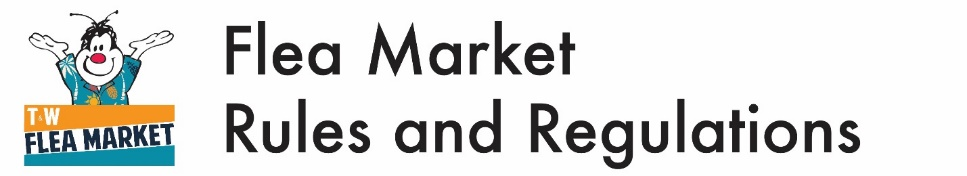 T&W
FLEA MARKET
Flea Market
Rules and Regulations